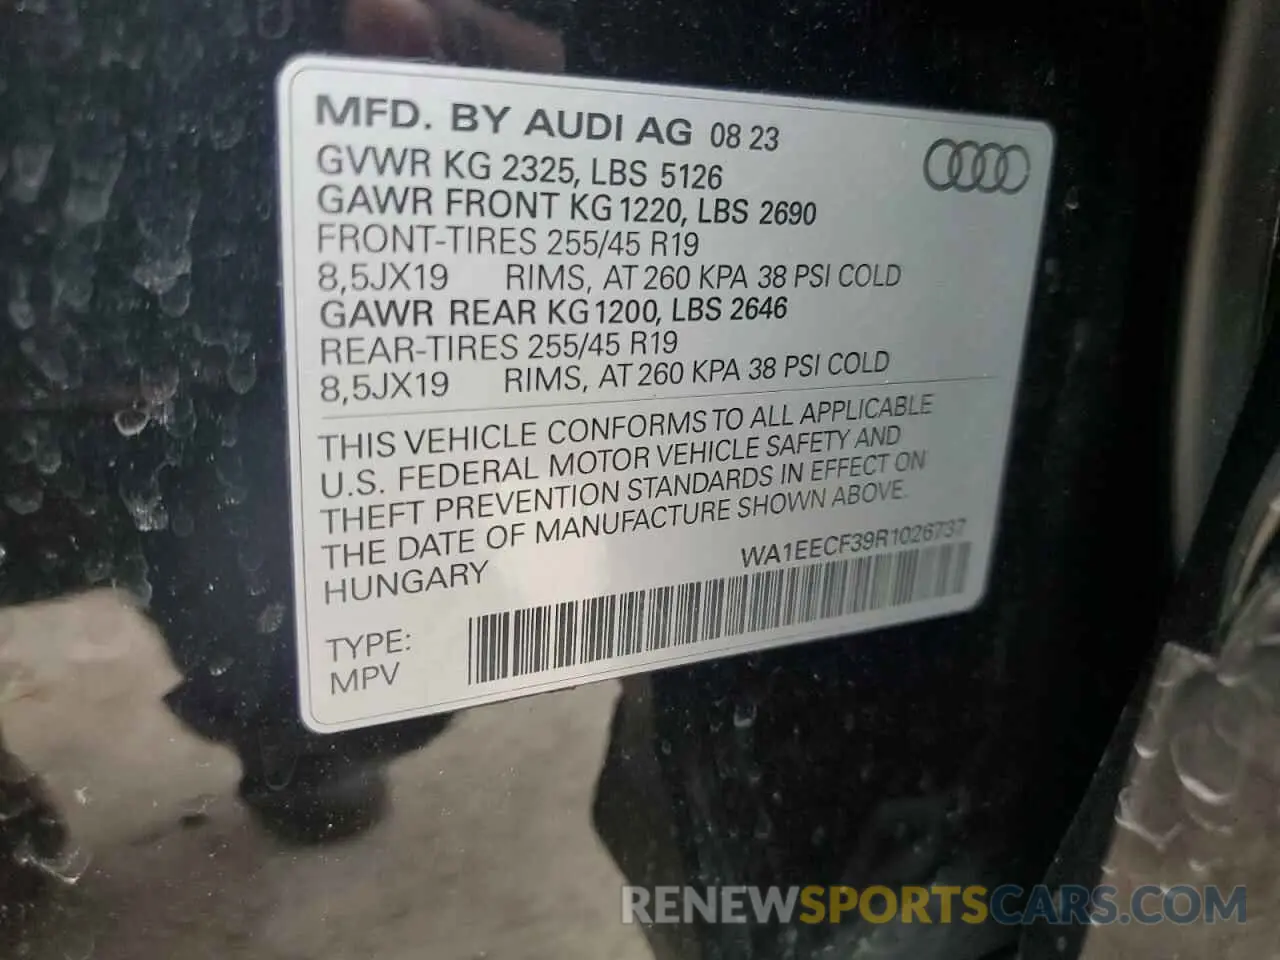 MFD. BY AUDI AG 08 23
GVWR KG 2325, LBS 5126
GAWR FRONT KG 1220, LBS 2690
FRONT-TIRES 255/45 R19
8,5JX19 RIMS, AT 260 KPA 38 PSI COLD
GAWR REAR KG 1200, LBS 2646
REAR-TIRES 255/45 R19
8,5JX19 RIMS, AT 260 KPA 38 PSI COLD
THIS VEHICLE CONFORMS TO ALL APPLICABLE
U.S. FEDERAL MOTOR VEHICLE SAFETY AND
THEFT PREVENTION STANDARDS IN EFFECT ON
THE DATE OF MANUFACTURE SHOWN ABOVE.
HUNGARY
WA1EECF39R1026737
TYPE:
MPV
RENEWSPORTSCARS.COM